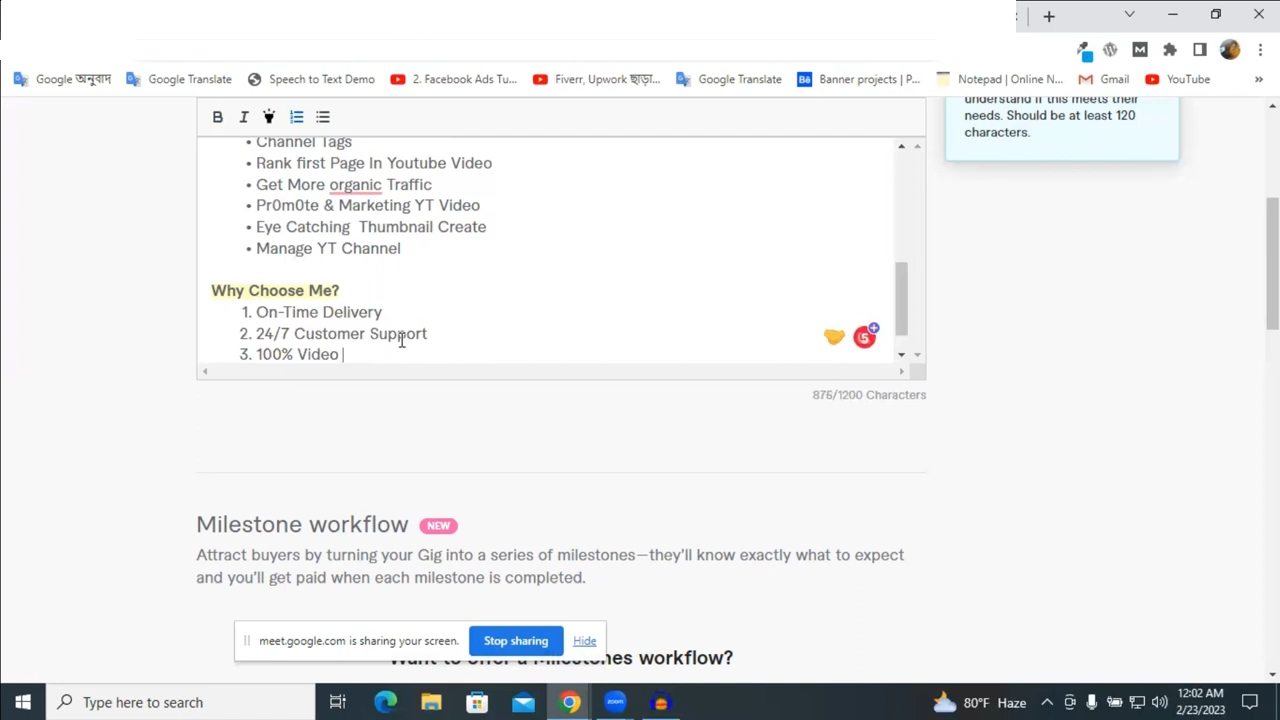 Google অনুবাদ
Google Translate
Speech to Text Demo
2. Facebook Ads Tu...
Fiverr, Upwork ছাড়া...
Google Translate
Bē Banner projects | P...
Notepad | Online N...
M Gmail
YouTube
»
B I
understand if this meets their
needs. Should be at least 120
characters.
• Channel Tags
• Rank first Page In Youtube Video
• Get More organic Traffic
• Pr0m0te & Marketing YT Video
• Eye Catching  Thumbnail Create
• Manage YT Channel
Why Choose Me?
1. On-Time Delivery
2. 24/7 Customer Support
3. 100% Video
5
876/1200 Characters
Milestone workflow NEW
Attract buyers by turning your Gig into a series of milestones—they'll know exactly what to expect
and you'll get paid when each milestone is completed.
meet.google.com is sharing your screen. Stop sharing Hide
Want to offer a Milestones workflow?
Type here to search
zoom
80°F Haze
12:02 AM
2/23/2023